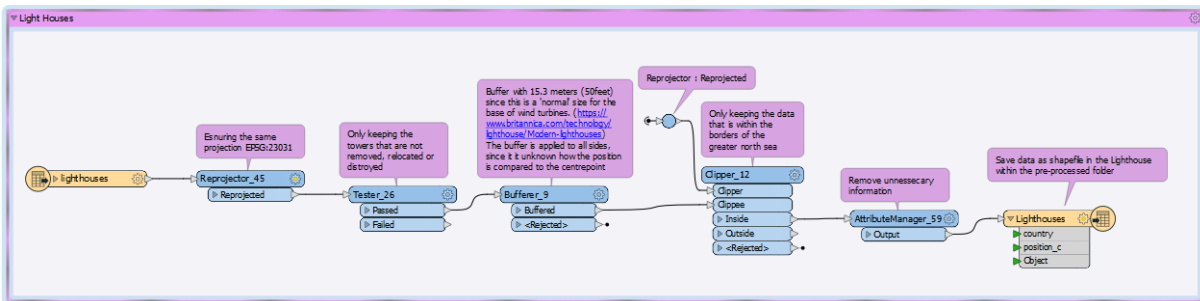 Light Houses
Reprojector : Reprojected
Buffer with 15.3 meters (50feet)
since this is a 'normal' size for the
base of wind turbines. (https://
www.britannica.com/technology/
lighthouse/Modern-lighthouses)
The buffer is applied to all sides,
since it it unknown how the position
is compared to the centrepoint
Only keeping the data
that is within the
borders of the
greater north sea
Esnuring the same
projection EPSG:23031
Only keeping the
towers that are not
removed, relocated or
distroyed
Save data as shapefile in the Lighthouse
within the pre-processed folder
Remove unnessecary
information
lighthouses
Reprojector_45
Reprojected
Tester_26
Passed
Failed
Bufferer_9
Buffered
<Rejected>
Clipper_12
Clipper
Clippee
Inside
Outside
<Rejected>
AttributeManager_59
Output
Lighthouses
country
position_c
Object